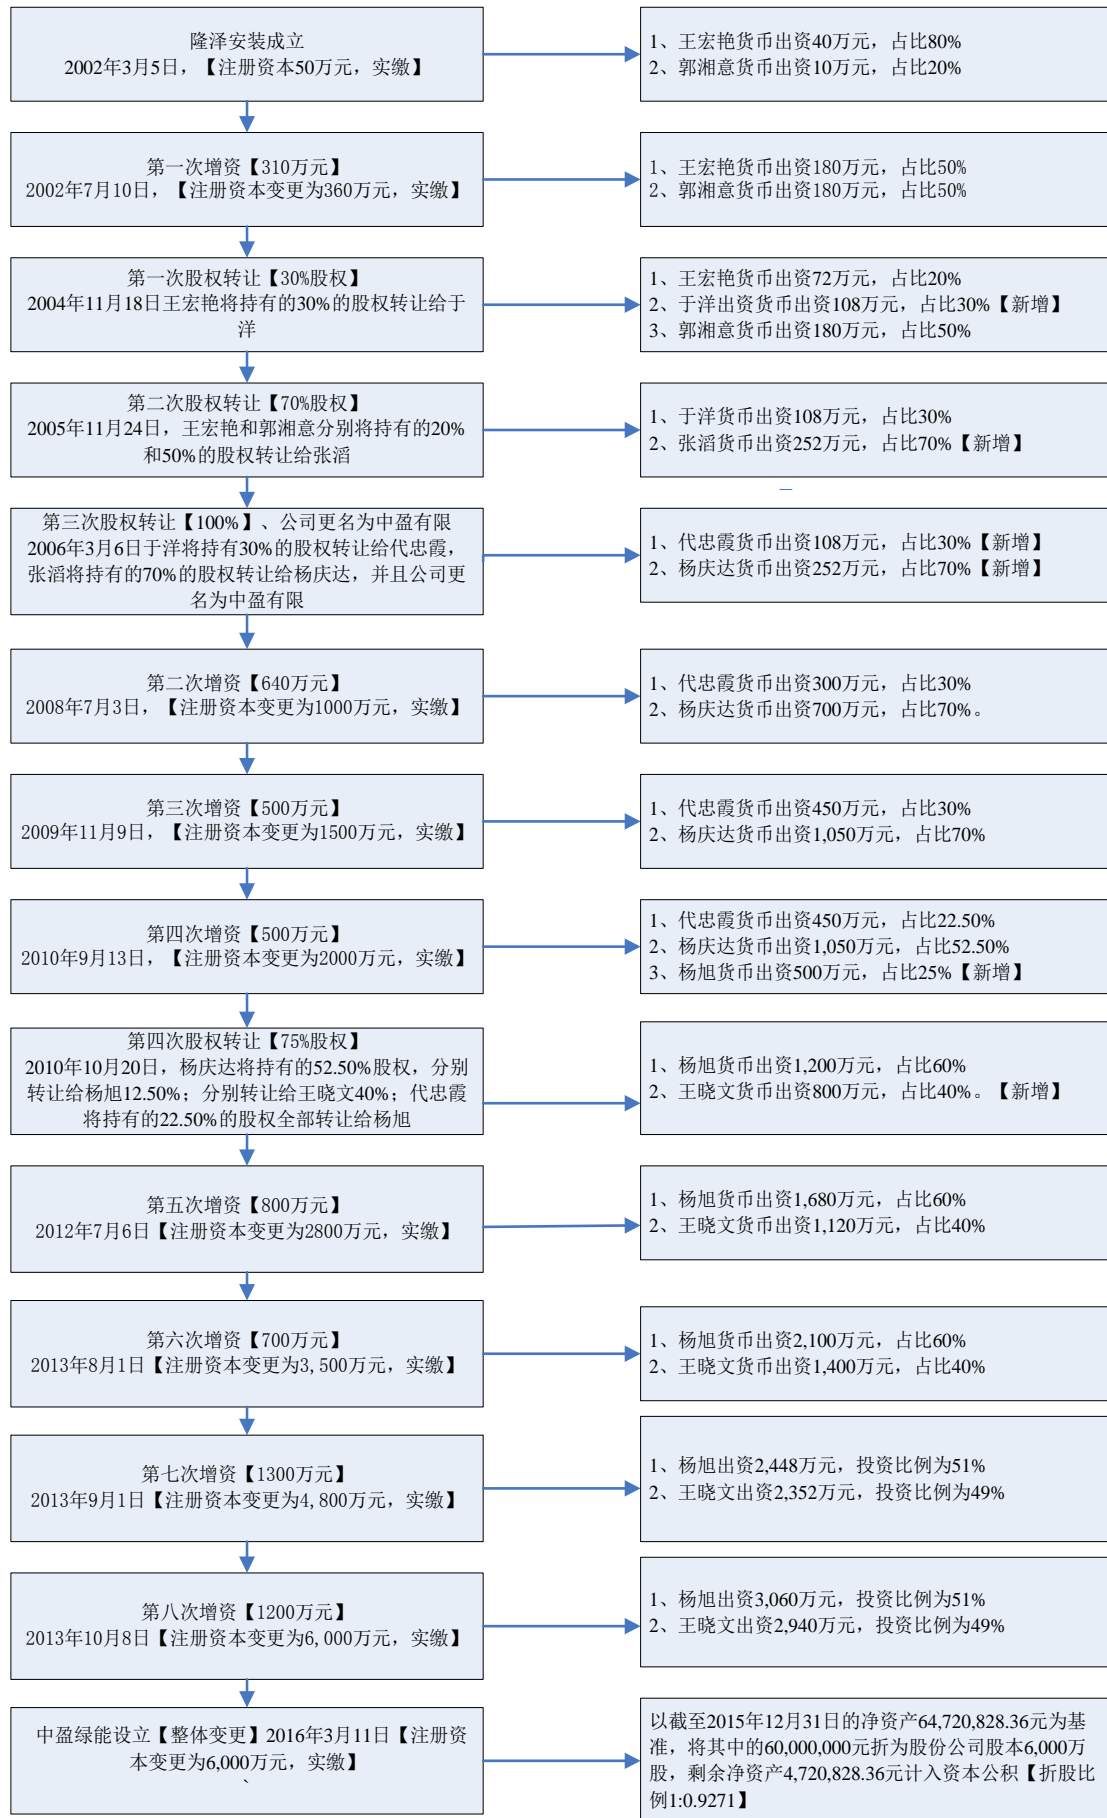 隆泽安装成立
2002年3月5日，【注册资本50万元，实缴】
1、王宏艳货币出资40万元，占比80%
2、郭湘意货币出资10万元，占比20%
第一次增资【310万元】
2002年7月10日，【注册资本变更为360万元，实缴】
1、王宏艳货币出资180万元，占比50%
2、郭湘意货币出资180万元，占比50%
第一次股权转让【30%股权】
2004年11月18日王宏艳将持有的30%的股权转让给于
洋
1、王宏艳货币出资72万元，占比20%
2、于洋出资货币出资108万元，占比30%【新增】
3、郭湘意货币出资180万元，占比50%
第二次股权转让【70%股权】
2005年11月24日，王宏艳和郭湘意分别将持有的20%
和50%的股权转让给张滔
1、于洋货币出资108万元，占比30%
2、张滔货币出资252万元，占比70%【新增】
第三次股权转让【100%】、公司更名为中盈有限
2006年3月6日于洋将持有30%的股权转让给代忠霞，
张滔将持有的70%的股权转让给杨庆达，并且公司更
名为中盈有限
1、代忠霞货币出资108万元，占比30%【新增】
2、杨庆达货币出资252万元，占比70%【新增】
第二次增资【640万元】
2008年7月3日，【注册资本变更为1000万元，实缴】
1、代忠霞货币出资300万元，占比30%
2、杨庆达货币出资700万元，占比70%。
第三次增资【500万元】
2009年11月9日，【注册资本变更为1500万元，实缴】
1、代忠霞货币出资450万元，占比30%
2、杨庆达货币出资1,050万元，占比70%
第四次增资【500万元】
2010年9月13日，【注册资本变更为2000万元，实缴】
1、代忠霞货币出资450万元，占比22.50%
2、杨庆达货币出资1,050万元，占比52.50%
3、杨旭货币出资500万元，占比25%【新增】
第四次股权转让【75%股权】
2010年10月20日，杨庆达将持有的52.50%股权，分别
转让给杨旭12.50%；分别转让给王晓文40%；代忠霞
将持有的22.50%的股权全部转让给杨旭
1、杨旭货币出资1,200万元，占比60%
2、王晓文货币出资800万元，占比40%。【新增】
第五次增资【800万元】
2012年7月6日【注册资本变更为2800万元，实缴】
1、杨旭货币出资1,680万元，占比60%
2、王晓文货币出资1,120万元，占比40%
第六次增资【700万元】
2013年8月1日【注册资本变更为3,500万元，实缴】
1、杨旭货币出资2,100万元，占比60%
2、王晓文货币出资1,400万元，占比40%
第七次增资【1300万元】
2013年9月1日【注册资本变更为4,800万元，实缴】
1、杨旭出资2,448万元，投资比例为51%
2、王晓文出资2,352万元，投资比例为49%
第八次增资【1200万元】
2013年10月8日【注册资本变更为6,000万元，实缴】
1、杨旭出资3,060万元，投资比例为51%
2、王晓文出资2,940万元，投资比例为49%
中盈绿能设立【整体变更】2016年3月11日【注册资
本变更为6,000万元，实缴】
、
以截至2015年12月31日的净资产64,720,828.36元为基
准，将其中的60,000,000元折为股份公司股本6,000万
股，剩余净资产4,720,828.36元计入资本公积【折股比
例1:0.9271】